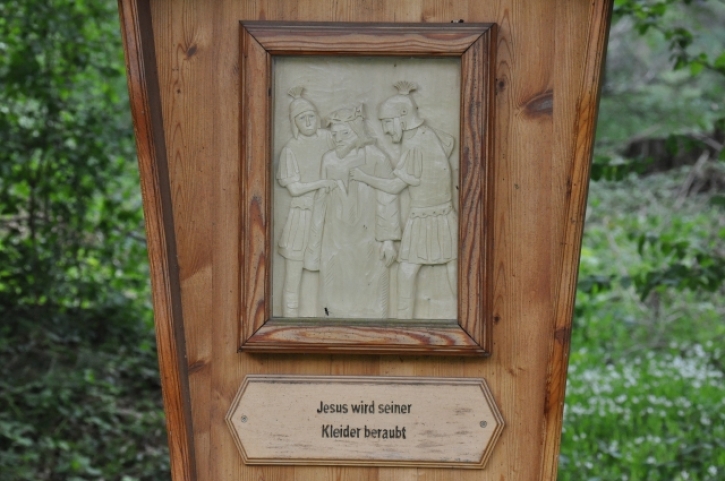 Jesus wird seiner
Kleider beraubt